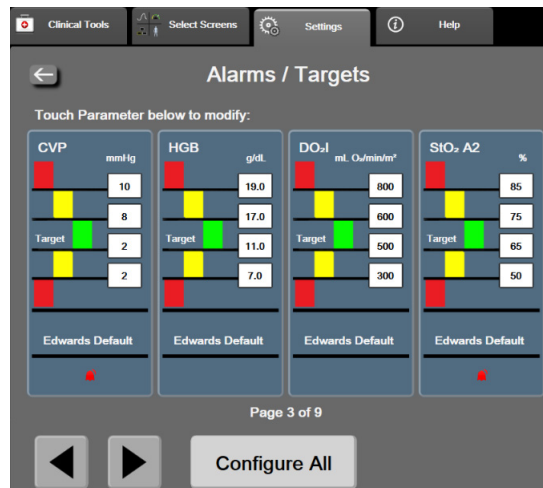 Clinical Tools Select Screens Settings Help
Alarms / Targets
Touch Parameter below to modify:
CVP HGB DO₂I StO₂ A2
mmHg g/dL mL O₂/min/m² %
10 19.0 800 85
8 17.0 600 75
Target 2 Target 11.0 Target 500 Target 65
2 7.0 300 50
Edwards Default Edwards Default Edwards Default Edwards Default
Page 3 of 9
Configure All